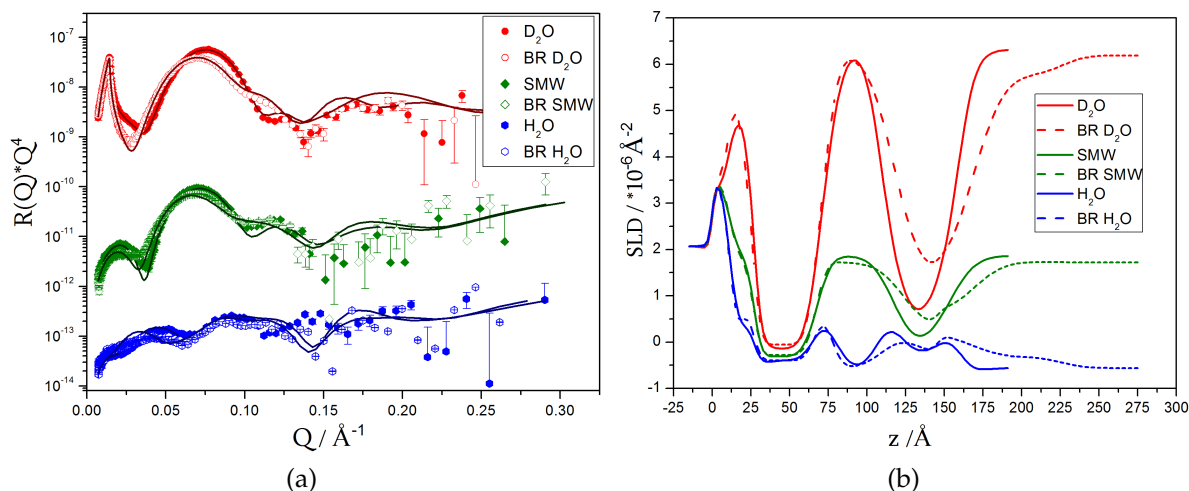 D₂O
BR D₂O
SMW
BR SMW
H₂O
BR H₂O
R(Q)*Q⁴
10⁻⁷
10⁻⁸
10⁻⁹
10⁻¹⁰
10⁻¹¹
10⁻¹²
10⁻¹³
10⁻¹⁴
0.00 0.05 0.10 0.15 0.20 0.25 0.30
Q / Å⁻¹
(a)
SLD / *10⁻⁶ Å⁻²
7
6
5
4
3
2
1
0
-1
D₂O
BR D₂O
SMW
BR SMW
H₂O
BR H₂O
-25 0 25 50 75 100 125 150 175 200 225 250 275 300
z /Å
(b)